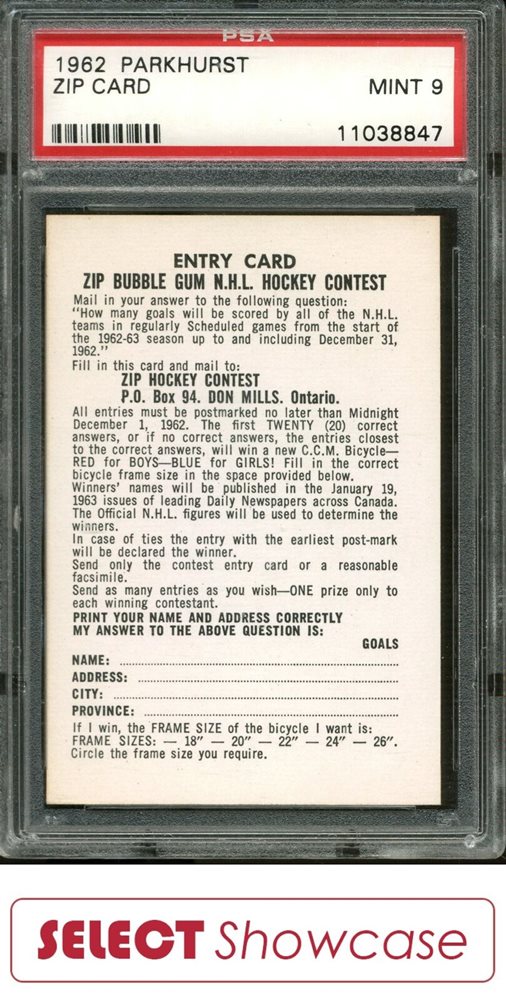 PSA
1962 PARKHURST
ZIP CARD MINT 9
11038847
ENTRY CARD
ZIP BUBBLE GUM N.H.L. HOCKEY CONTEST
Mail in your answer to the following question:
"How many goals will be scored by all of the N.H.L.
teams in regularly Scheduled games from the start of
the 1962-63 season up to and including December 31,
1962."
Fill in this card and mail to:
ZIP HOCKEY CONTEST
P.O. Box 94. DON MILLS. Ontario.
All entries must be postmarked no later than Midnight
December 1, 1962. The first TWENTY (20) correct
answers, or if no correct answers, the entries closest
to the correct answers, will win a new C.C.M. Bicycle—
RED for BOYS—BLUE for GIRLS! Fill in the correct
bicycle frame size in the space provided below.
Winners' names will be published in the January 19,
1963 issues of leading Daily Newspapers across Canada.
The Official N.H.L. figures will be used to determine the
winners.
In case of ties the entry with the earliest post-mark
will be declared the winner.
Send only the contest entry card or a reasonable
facsimile.
Send as many entries as you wish—ONE prize only to
each winning contestant.
PRINT YOUR NAME AND ADDRESS CORRECTLY
MY ANSWER TO THE ABOVE QUESTION IS:
GOALS
NAME:
ADDRESS:
CITY:
PROVINCE:
If I win, the FRAME SIZE of the bicycle I want is:
FRAME SIZES: — 18" — 20" — 22" — 24" — 26".
Circle the frame size you require.
SELECT Showcase